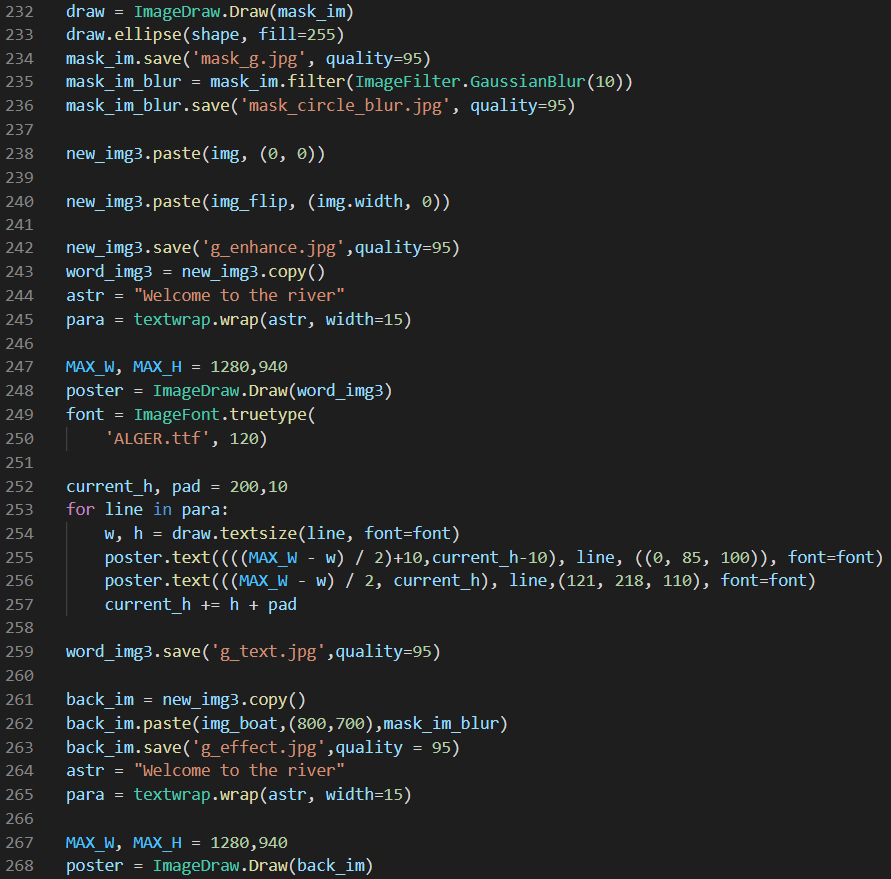 232 draw = ImageDraw.Draw(mask_im)
233 draw.ellipse(shape, fill=255)
234 mask_im.save('mask_g.jpg', quality=95)
235 mask_im_blur = mask_im.filter(ImageFilter.GaussianBlur(10))
236 mask_im_blur.save('mask_circle_blur.jpg', quality=95)
237
238 new_img3.paste(img, (0, 0))
239
240 new_img3.paste(img_flip, (img.width, 0))
241
242 new_img3.save('g_enhance.jpg',quality=95)
243 word_img3 = new_img3.copy()
244 astr = "Welcome to the river"
245 para = textwrap.wrap(astr, width=15)
246
247 MAX_W, MAX_H = 1280,940
248 poster = ImageDraw.Draw(word_img3)
249 font = ImageFont.truetype(
250     'ALGER.ttf', 120)
251
252 current_h, pad = 200,10
253 for line in para:
254     w, h = draw.textsize(line, font=font)
255     poster.text((((MAX_W - w) / 2)+10,current_h-10), line, ((0, 85, 100)), font=font)
256     poster.text(((MAX_W - w) / 2, current_h), line,(121, 218, 110), font=font)
257     current_h += h + pad
258
259 word_img3.save('g_text.jpg',quality=95)
260
261 back_im = new_img3.copy()
262 back_im.paste(img_boat,(800,700),mask_im_blur)
263 back_im.save('g_effect.jpg',quality = 95)
264 astr = "Welcome to the river"
265 para = textwrap.wrap(astr, width=15)
266
267 MAX_W, MAX_H = 1280,940
268 poster = ImageDraw.Draw(back_im)